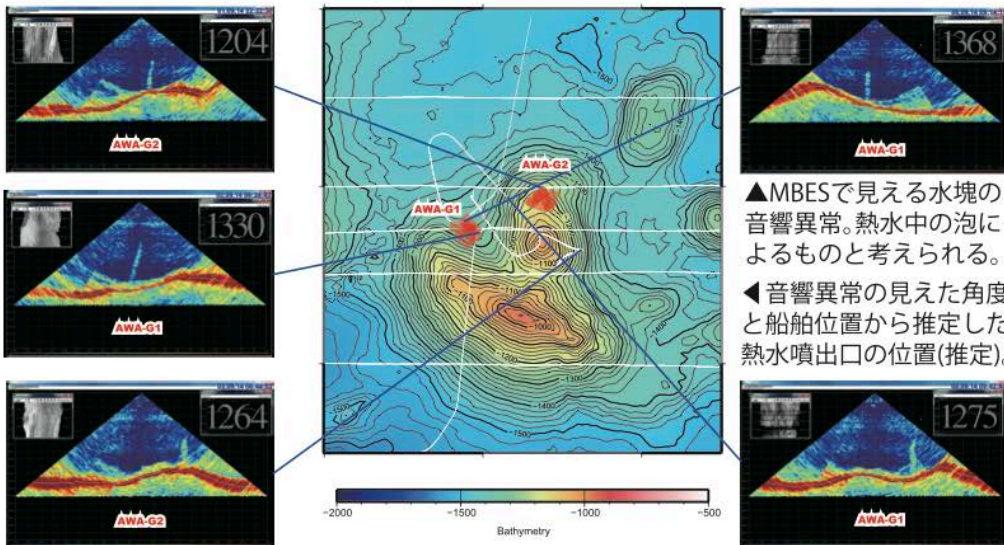 1204
AWA-G2
1330
AWA-G1
1264
AWA-G2
AWA-G2
AWA-G1
-1500
-1400
-1100
-1100
-1000
-1200
-1300
-1400
-1500
-1400
-1500
-2000 -1500 -1000 -500
Bathymetry
1368
AWA-G1
▲MBESで見える水塊の
音響異常。熱水中の泡に
よるものと考えられる。
◀音響異常の見えた角度
と船舶位置から推定した
熱水噴出口の位置(推定)。
1275
AWA-G1